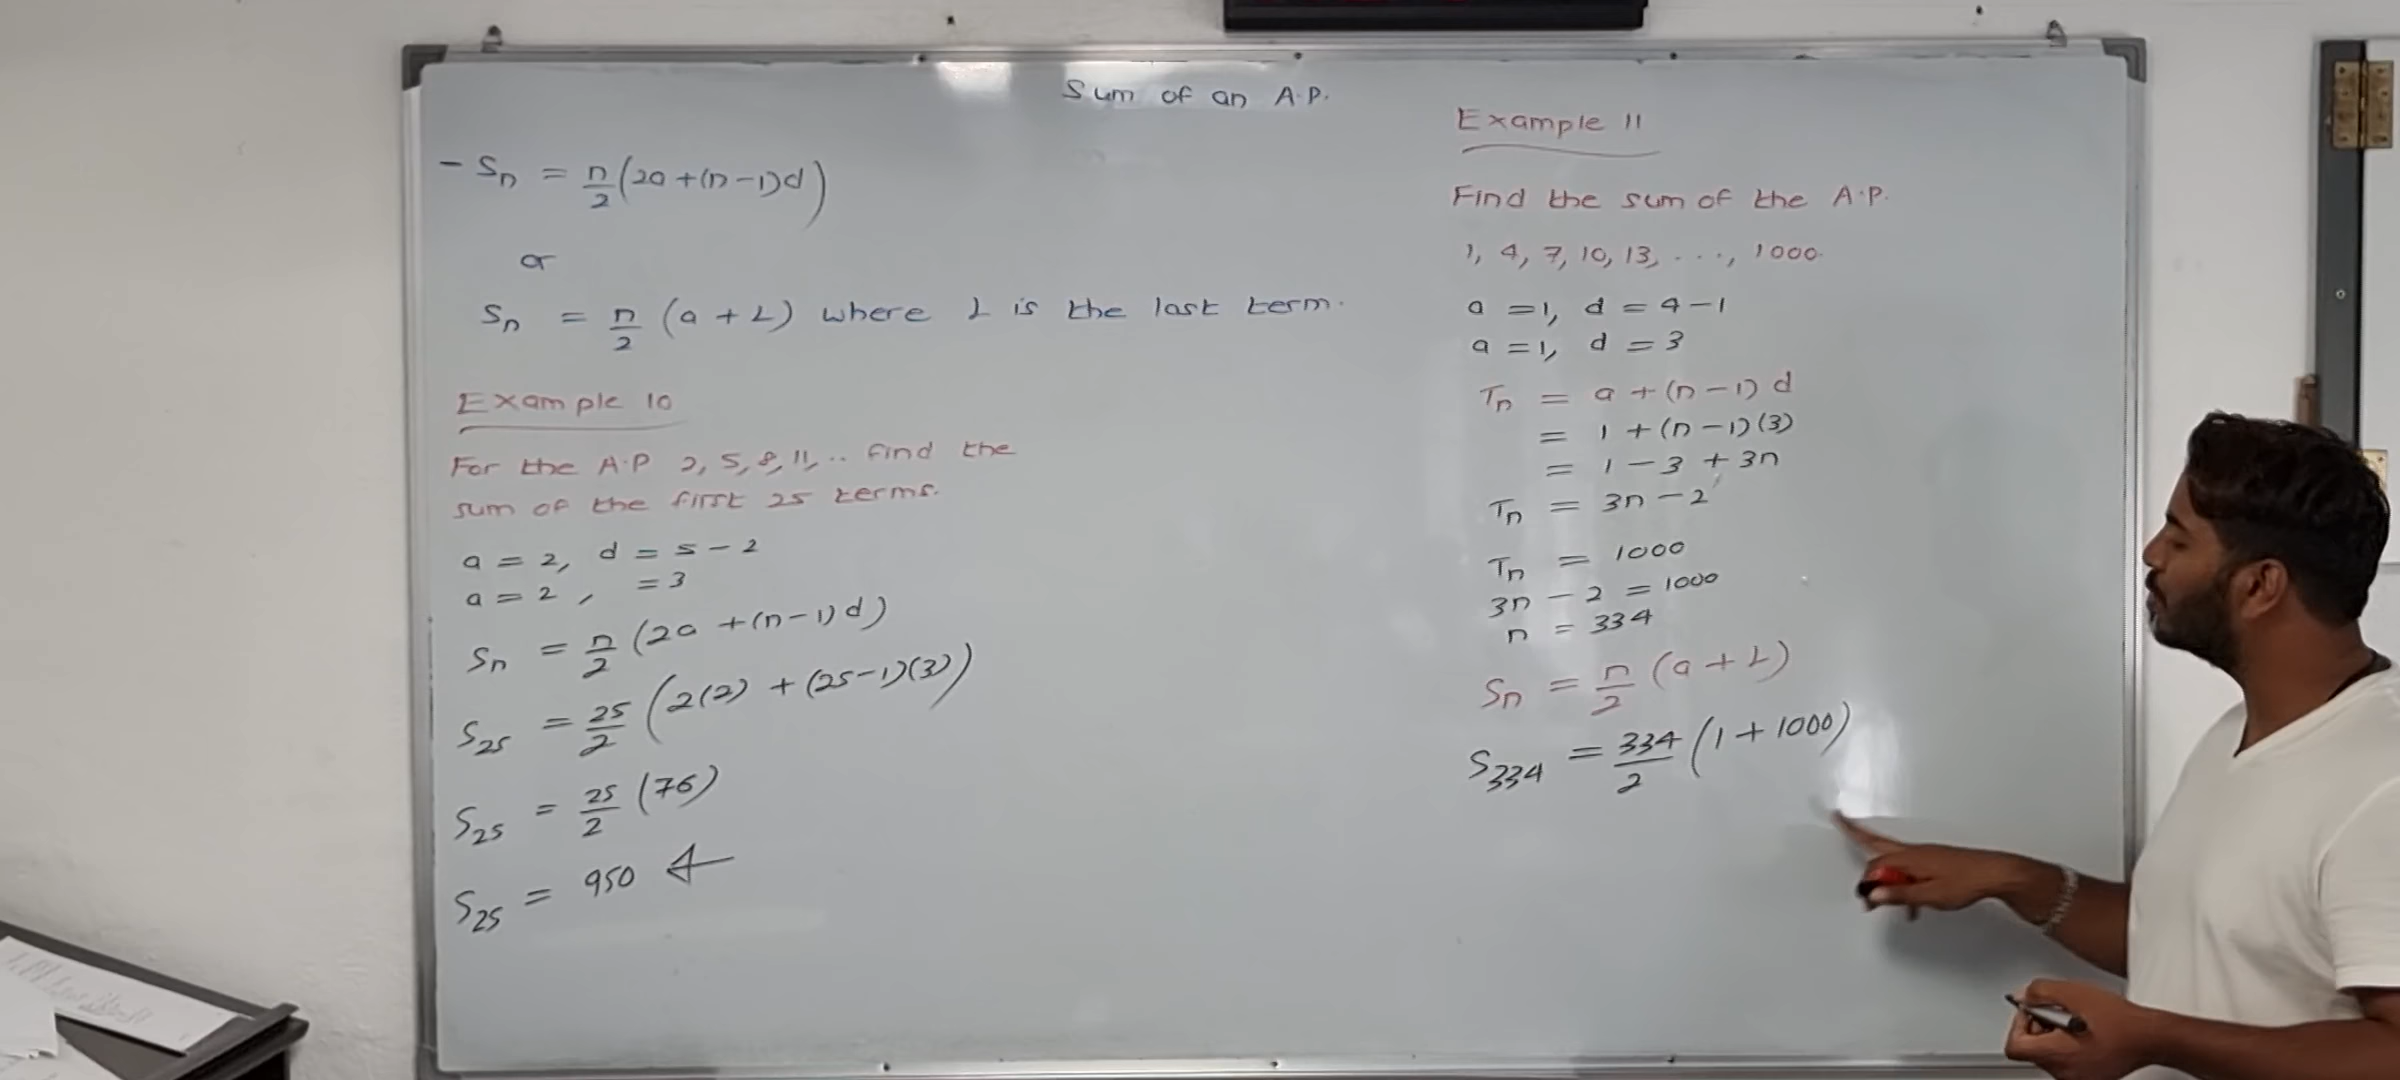 Sum of an A.P.
- Sn = n/2 (2a + (n - 1)d)
or
Sn = n/2 (a + L) where L is the last term.
Example 10
For the A.P 2, 5, 8, 11, .. find the
sum of the first 25 terms.
a = 2, d = 5 - 2
a = 2, = 3
Sn = n/2 (2a + (n - 1)d)
S25 = 25/2 (2(2) + (25-1)(3))
S25 = 25/2 (76)
S25 = 950
Example 11
Find the sum of the A.P.
1, 4, 7, 10, 13, ..., 1000.
a = 1, d = 4 - 1
a = 1, d = 3
Tn = a + (n - 1) d
= 1 + (n - 1)(3)
= 1 - 3 + 3n
Tn = 3n - 2
Tn = 1000
3n - 2 = 1000
n = 334
Sn = n/2 (a + L)
S334 = 334/2 (1 + 1000)